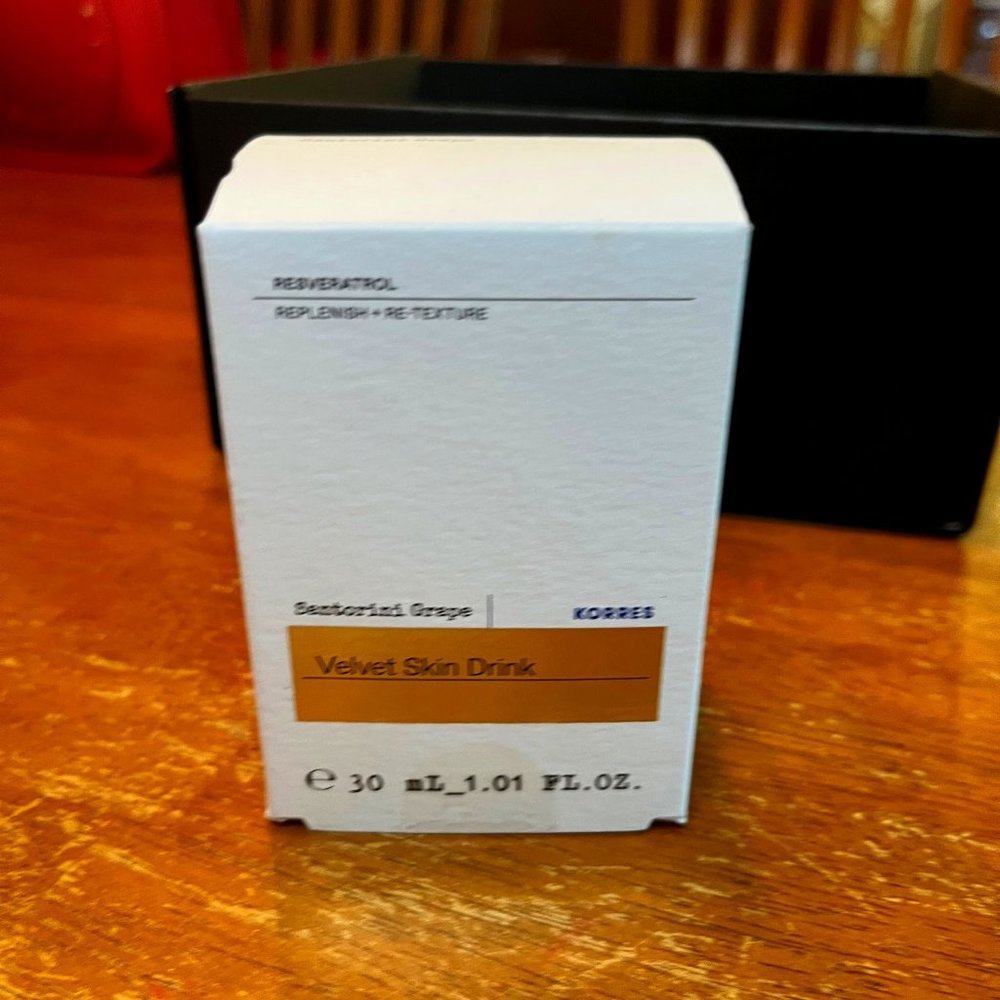 RESVERATROL
REPLENISH + RE-TEXTURE
Santorini Grape | KORRES
Velvet Skin Drink
℮ 30 mL_1.01 FL.OZ.